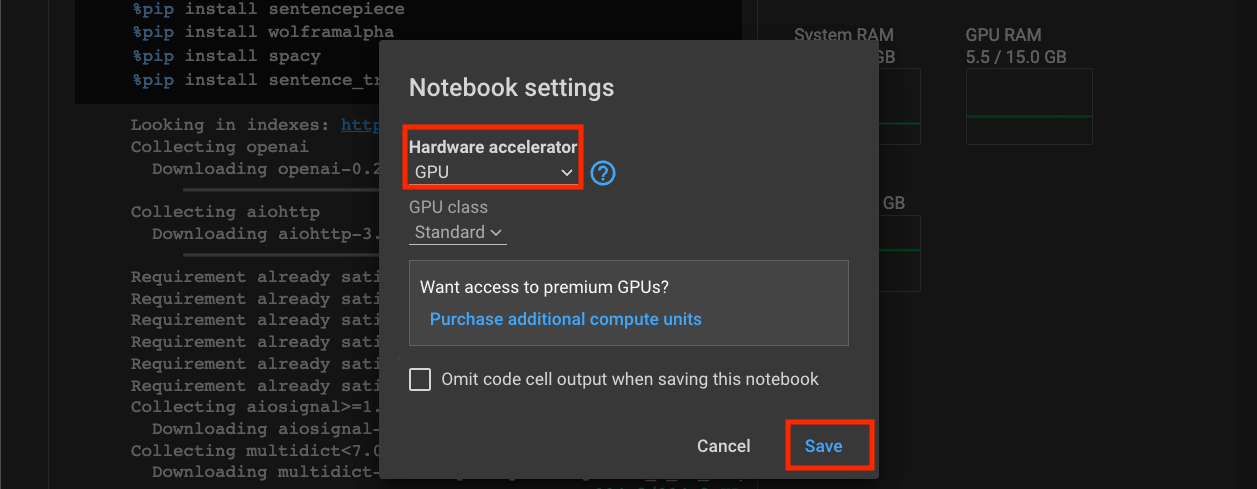 %pip install sentencepiece
%pip install wolframalpha
%pip install spacy
%pip install sentence_tr
Looking in indexes: http
Collecting openai
Downloading openai-0.2
Collecting aiohttp
Downloading aiohttp-3.
Requirement already sati
Requirement already sati
Requirement already sati
Requirement already sati
Requirement already sati
Requirement already sati
Collecting aiosignal>=1.
Downloading aiosignal-
Collecting multidict<7.0
Downloading multidict-
Notebook settings
Hardware accelerator
GPU
?
GPU class
Standard
Want access to premium GPUs?
Purchase additional compute units
Omit code cell output when saving this notebook
Cancel
Save
System RAM
GB
GPU RAM
5.5 / 15.0 GB
GB